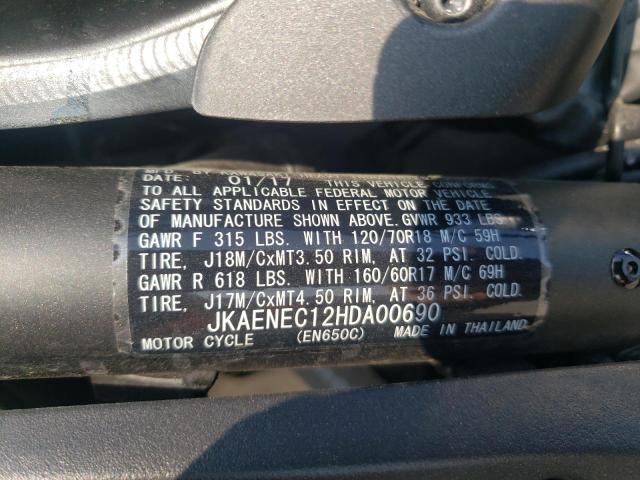 DATE: 01/17 THIS VEHICLE CONFORMS
TO ALL APPLICABLE FEDERAL MOTOR VEHICLE
SAFETY STANDARDS IN EFFECT ON THE DATE
OF MANUFACTURE SHOWN ABOVE. GVWR 933 LBS
GAWR F 315 LBS. WITH 120/70R18 M/C 59H
TIRE, J18M/CxMT3.50 RIM, AT 32 PSI. COLD.
GAWR R 618 LBS. WITH 160/60R17 M/C 69H
TIRE, J17M/CxMT4.50 RIM, AT 36 PSI. COLD.
JKAENEC12HDA00690
MOTOR CYCLE (EN650C) MADE IN THAILAND